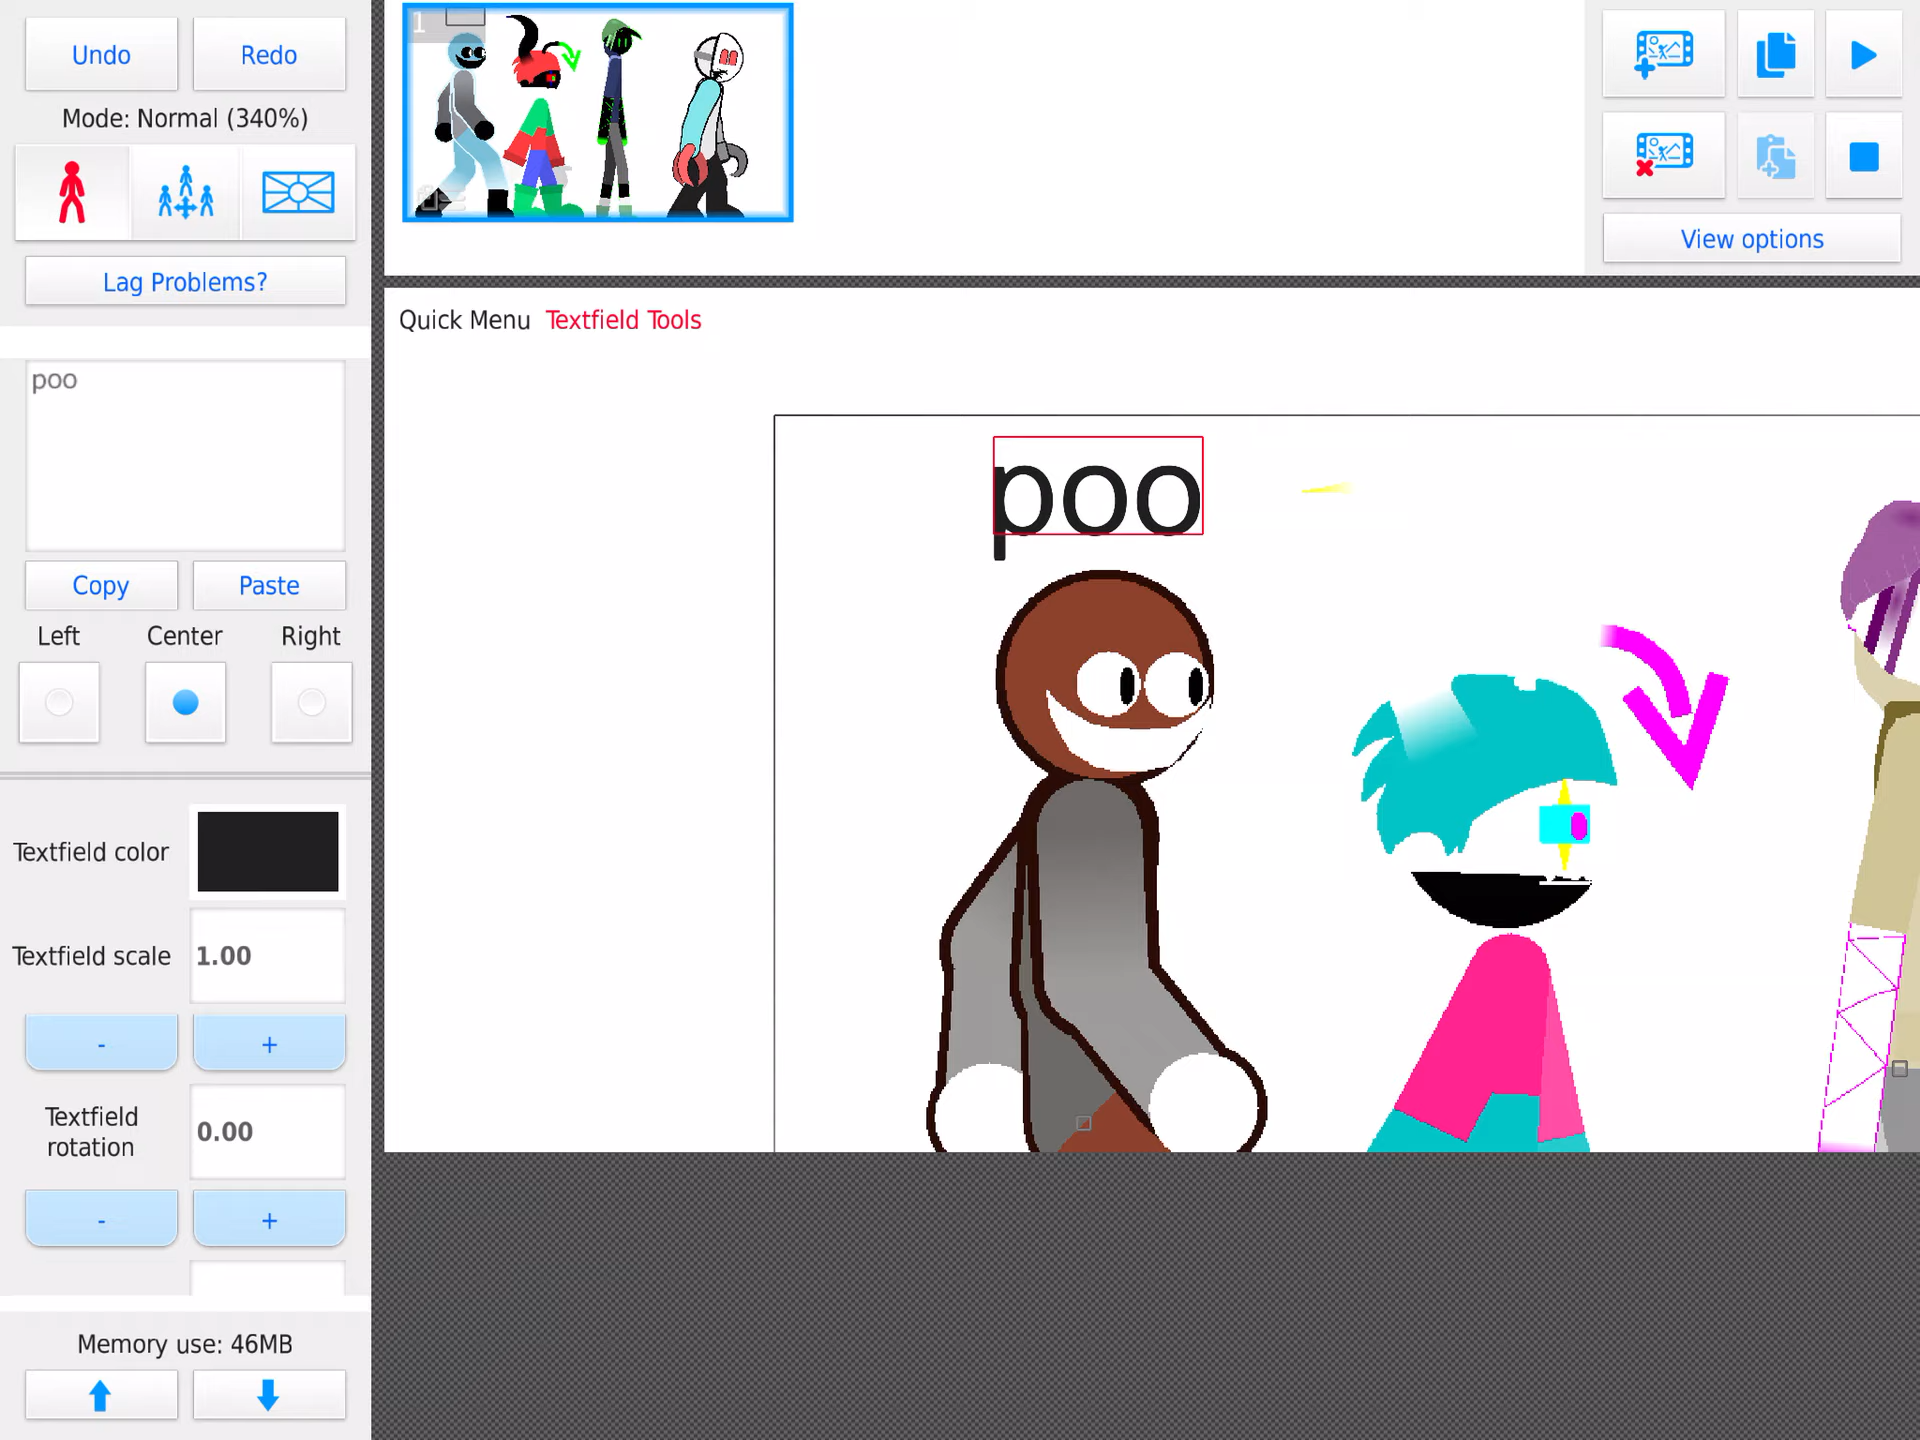 Undo Redo
Mode: Normal (340%)
Lag Problems?
poo
Copy Paste
Left Center Right
Textfield color
Textfield scale 1.00
- +
Textfield
rotation 0.00
- +
Memory use: 46MB
1
View options
Quick Menu Textfield Tools
poo